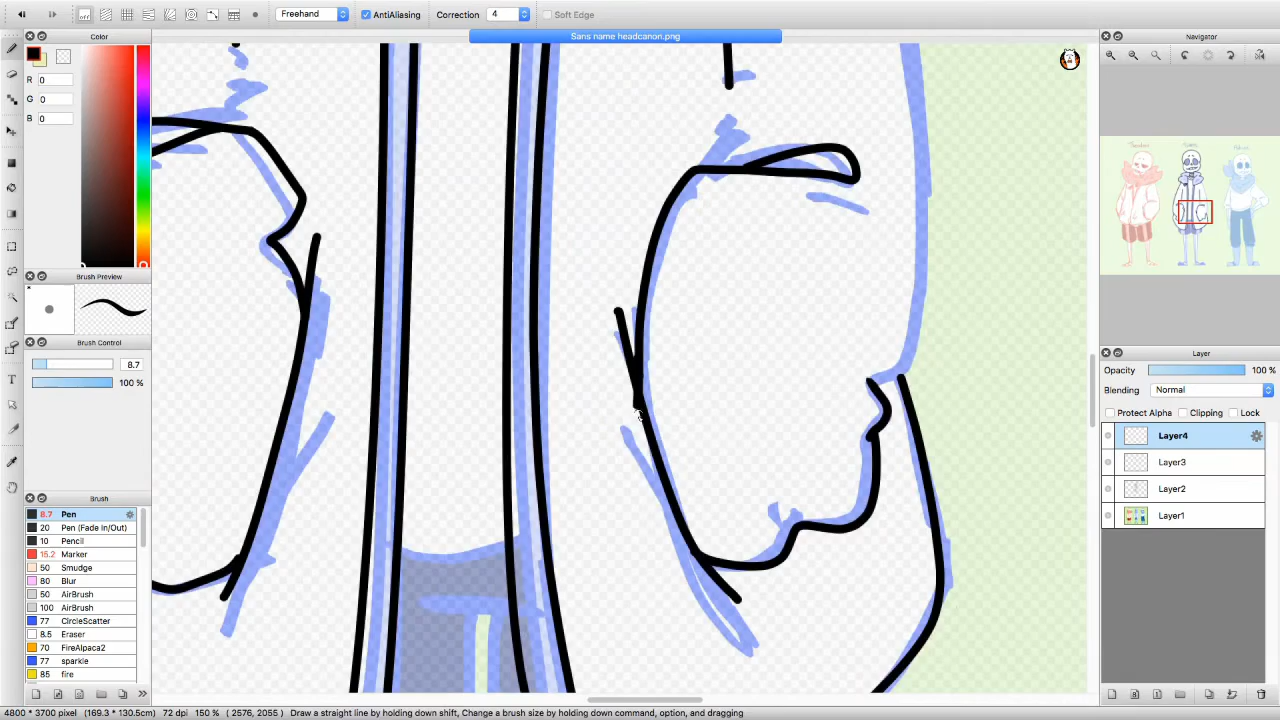 off
Freehand
AntiAliasing
Correction
4
Soft Edge
Sans name headcanon.png
Color
R 0
G 0
B 0
Brush Preview
Brush Control
8.7
100 %
Brush
8.7 Pen
20 Pen (Fade In/Out)
10 Pencil
15.2 Marker
50 Smudge
80 Blur
50 AirBrush
100 AirBrush
77 CircleScatter
8.5 Eraser
70 FireAlpaca2
77 sparkle
85 fire
Navigator
Sans
Layer
Opacity 100 %
Blending Normal
Protect Alpha Clipping Lock
Layer4
Layer3
Layer2
Layer1
4800 * 3700 pixel (169.3 * 130.5cm) 72 dpi 150 % ( 2576, 2055 ) Draw a straight line by holding down shift, Change a brush size by holding down command, option, and dragging